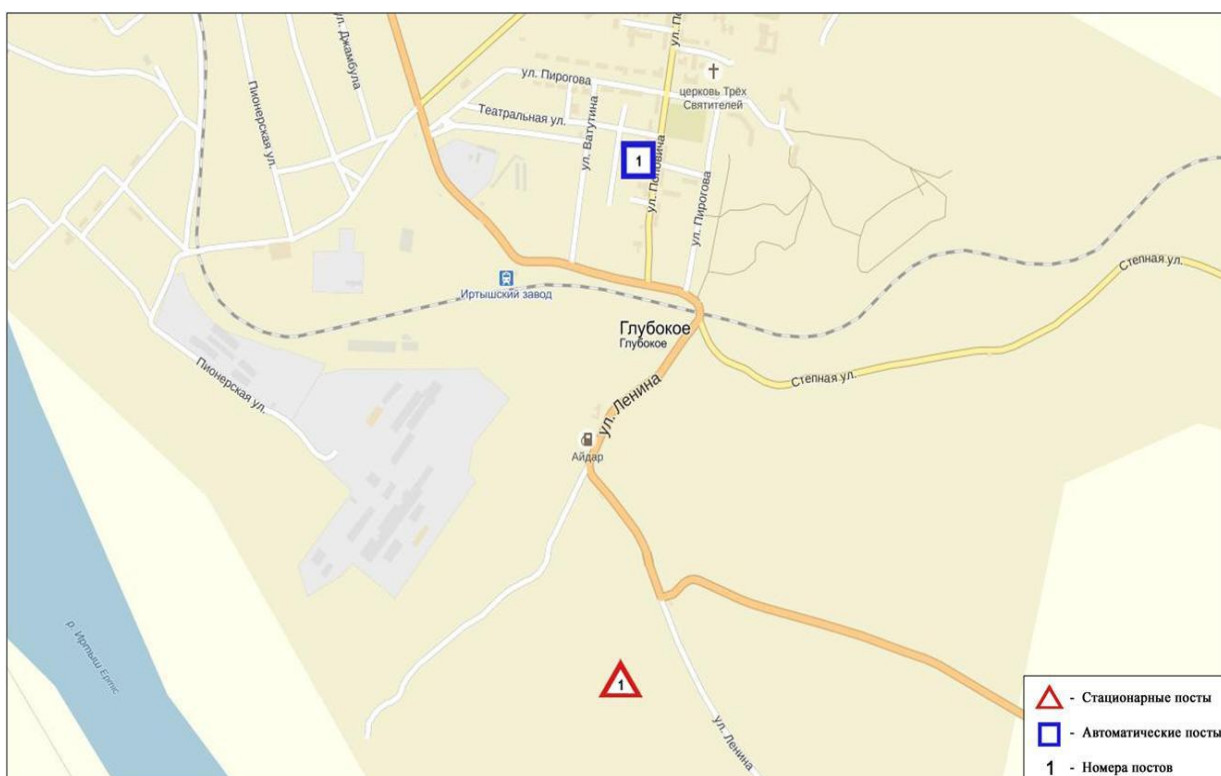 ул. Джамбула
ул. По
ул. Пирогова
церковь Трёх
Святителей
Пионерская ул.
Театральная ул.
ул. Ватутина
1
ул. Поповича
ул. Пирогова
Степная ул.
Иртышский завод
Глубокое
Глубокое
Пионерская ул.
Степная ул.
ул. Ленина
Айдар
р. Иртыш Ертіс
1
ул. Ленина
- Стационарные посты
- Автоматические посты
1 - Номера постов